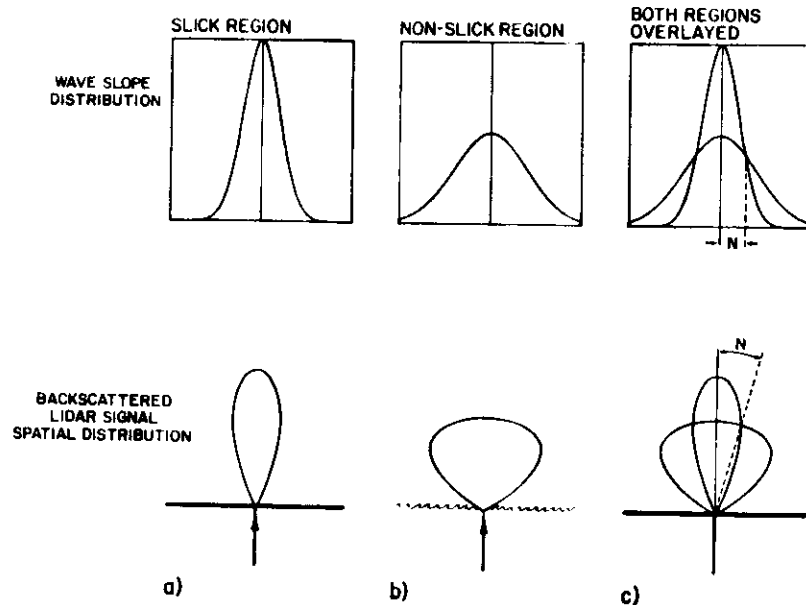 SLICK REGION
NON-SLICK REGION
BOTH REGIONS
OVERLAYED
WAVE SLOPE
DISTRIBUTION
N
BACKSCATTERED
LIDAR SIGNAL
SPATIAL DISTRIBUTION
N
a)
b)
c)